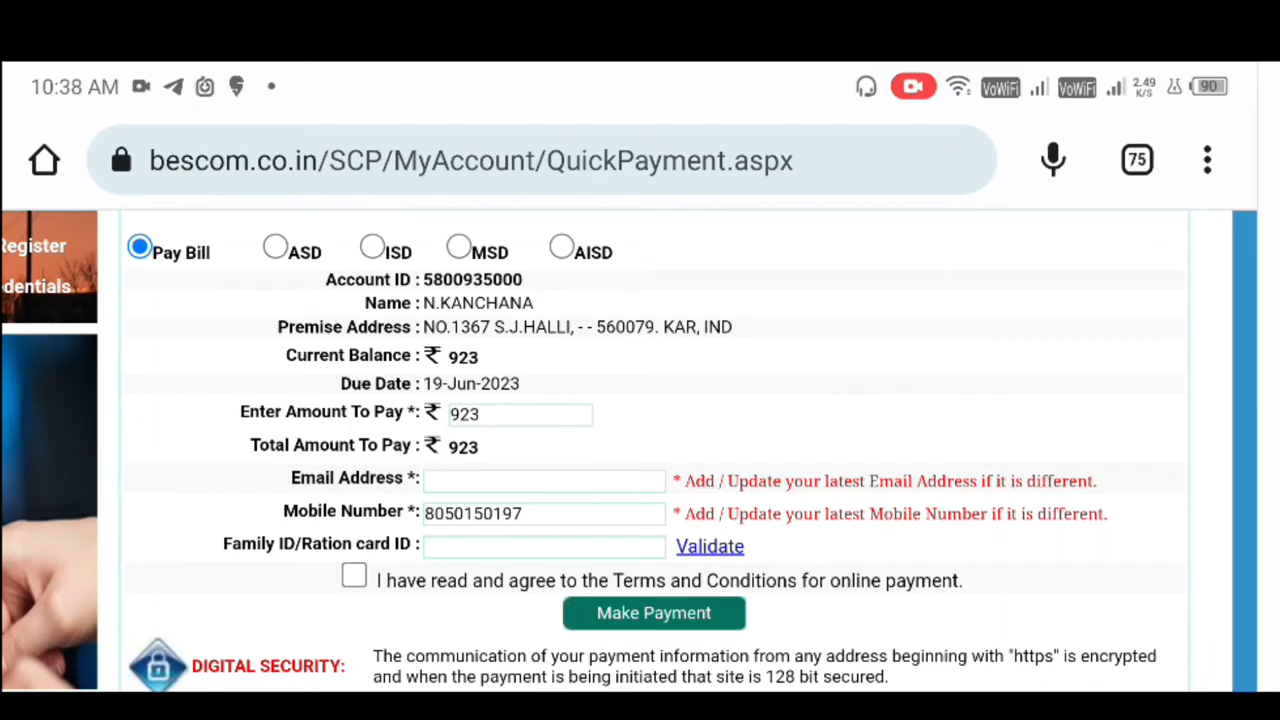 10:38 AM
VoWiFi VoWiFi 2.49 K/S 90
bescom.co.in/SCP/MyAccount/QuickPayment.aspx 75
Register
dentials
Pay Bill ASD ISD MSD AISD
Account ID : 5800935000
Name : N.KANCHANA
Premise Address : NO.1367 S.J.HALLI, - - 560079. KAR, IND
Current Balance : ₹ 923
Due Date : 19-Jun-2023
Enter Amount To Pay *: ₹ 923
Total Amount To Pay : ₹ 923
Email Address *: * Add / Update your latest Email Address if it is different.
Mobile Number *: 8050150197 * Add / Update your latest Mobile Number if it is different.
Family ID/Ration card ID : Validate
I have read and agree to the Terms and Conditions for online payment.
Make Payment
DIGITAL SECURITY: The communication of your payment information from any address beginning with "https" is encrypted
and when the payment is being initiated that site is 128 bit secured.